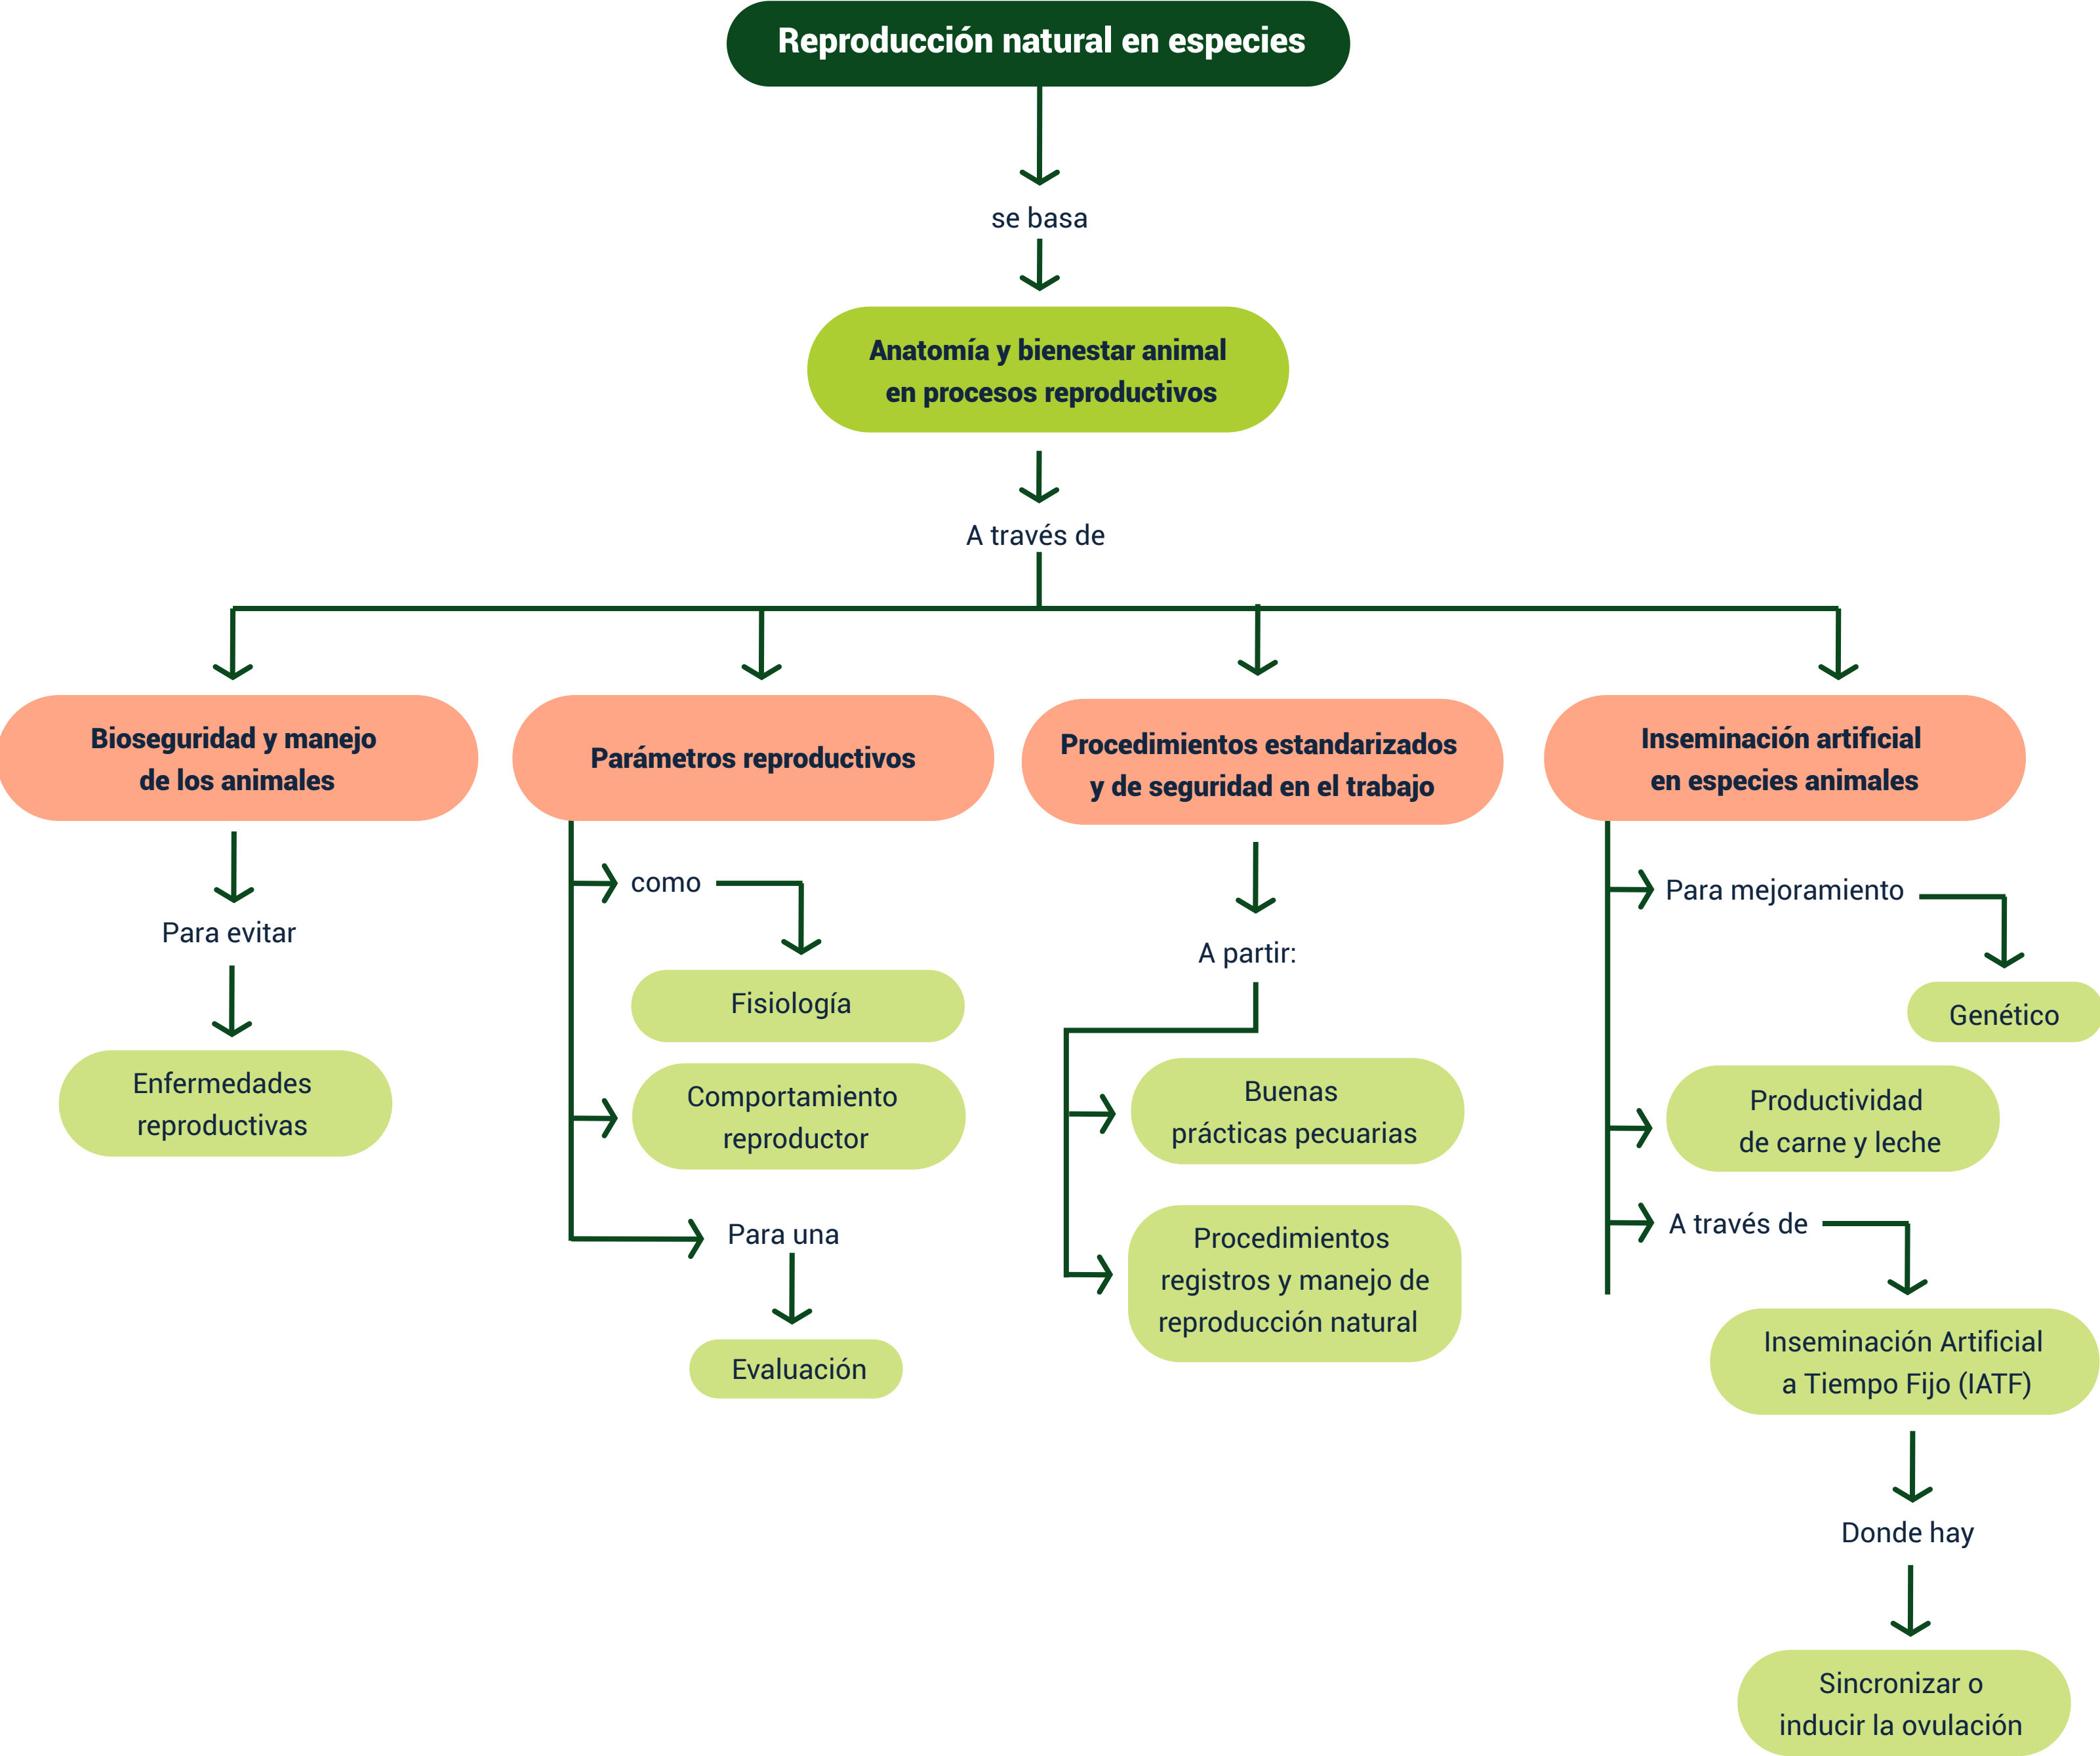 Reproducción natural en especies
se basa
Anatomía y bienestar animal
en procesos reproductivos
A través de
Bioseguridad y manejo
de los animales
Para evitar
Enfermedades
reproductivas
Parámetros reproductivos
como
Fisiología
Comportamiento
reproductor
Para una
Evaluación
Procedimientos estandarizados
y de seguridad en el trabajo
A partir:
Buenas
prácticas pecuarias
Procedimientos
registros y manejo de
reproducción natural
Inseminación artificial
en especies animales
Para mejoramiento
Genético
Productividad
de carne y leche
A través de
Inseminación Artificial
a Tiempo Fijo (IATF)
Donde hay
Sincronizar o
inducir la ovulación